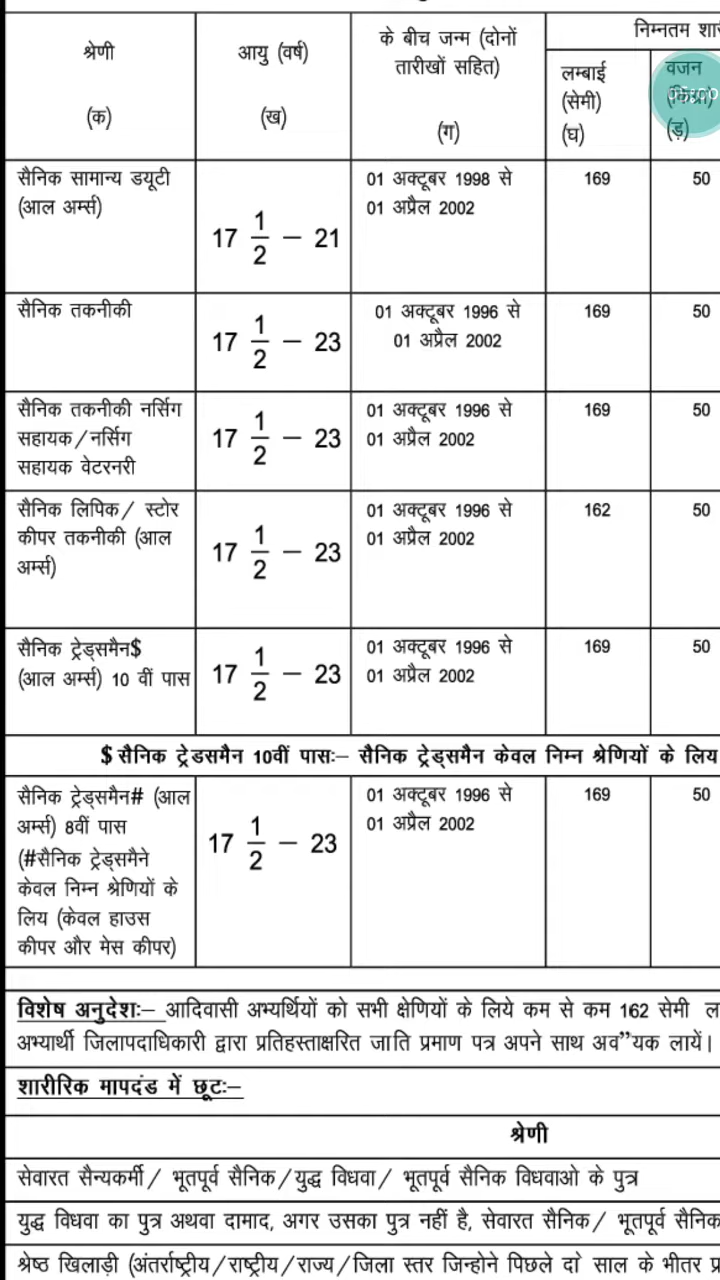 निम्नतम शार
श्रेणी
(क)
आयु (वर्ष)
(ख)
के बीच जन्म (दोनों
तारीखों सहित)
(ग)
लम्बाई
(सेमी)
(घ)
वजन
(किग्रा)
(ड़)
सैनिक सामान्य डयूटी
(आल अर्म्स)
17 1/2 – 21
01 अक्टूबर 1998 से
01 अप्रैल 2002
169
50
सैनिक तकनीकी
17 1/2 – 23
01 अक्टूबर 1996 से
01 अप्रैल 2002
169
50
सैनिक तकनीकी नर्सिग
सहायक/नर्सिग
सहायक वेटरनरी
17 1/2 – 23
01 अक्टूबर 1996 से
01 अप्रैल 2002
169
50
सैनिक लिपिक/ स्टोर
कीपर तकनीकी (आल
अर्म्स)
17 1/2 – 23
01 अक्टूबर 1996 से
01 अप्रैल 2002
162
50
सैनिक ट्रेड्समैन$
(आल अर्म्स) 10 वीं पास
17 1/2 – 23
01 अक्टूबर 1996 से
01 अप्रैल 2002
169
50
$ सैनिक ट्रेडसमैन 10वीं पासः– सैनिक ट्रेड्समैन केवल निम्न श्रेणियों के लिय
सैनिक ट्रेड्समैन# (आल
अर्म्स) 8वीं पास
(#सैनिक ट्रेड्समैने
केवल निम्न श्रेणियों के
लिय (केवल हाउस
कीपर और मेस कीपर)
17 1/2 – 23
01 अक्टूबर 1996 से
01 अप्रैल 2002
169
50
विशेष अनुदेशः– आदिवासी अभ्यर्थियों को सभी क्षेणियों के लिये कम से कम 162 सेमी ल
अभ्यार्थी जिलापदाधिकारी द्वारा प्रतिहस्ताक्षरित जाति प्रमाण पत्र अपने साथ अव”यक लायें।
शारीरिक मापदंड में छूटः–
श्रेणी
सेवारत सैन्यकर्मी/ भूतपूर्व सैनिक/युद्ध विधवा/ भूतपूर्व सैनिक विधवाओ के पुत्र
युद्ध विधवा का पुत्र अथवा दामाद, अगर उसका पुत्र नहीं है, सेवारत सैनिक/ भूतपूर्व सैनिक
श्रेष्ठ खिलाड़ी (अंतर्राष्ट्रीय/राष्ट्रीय/राज्य/जिला स्तर जिन्होने पिछले दो साल के भीतर प्र